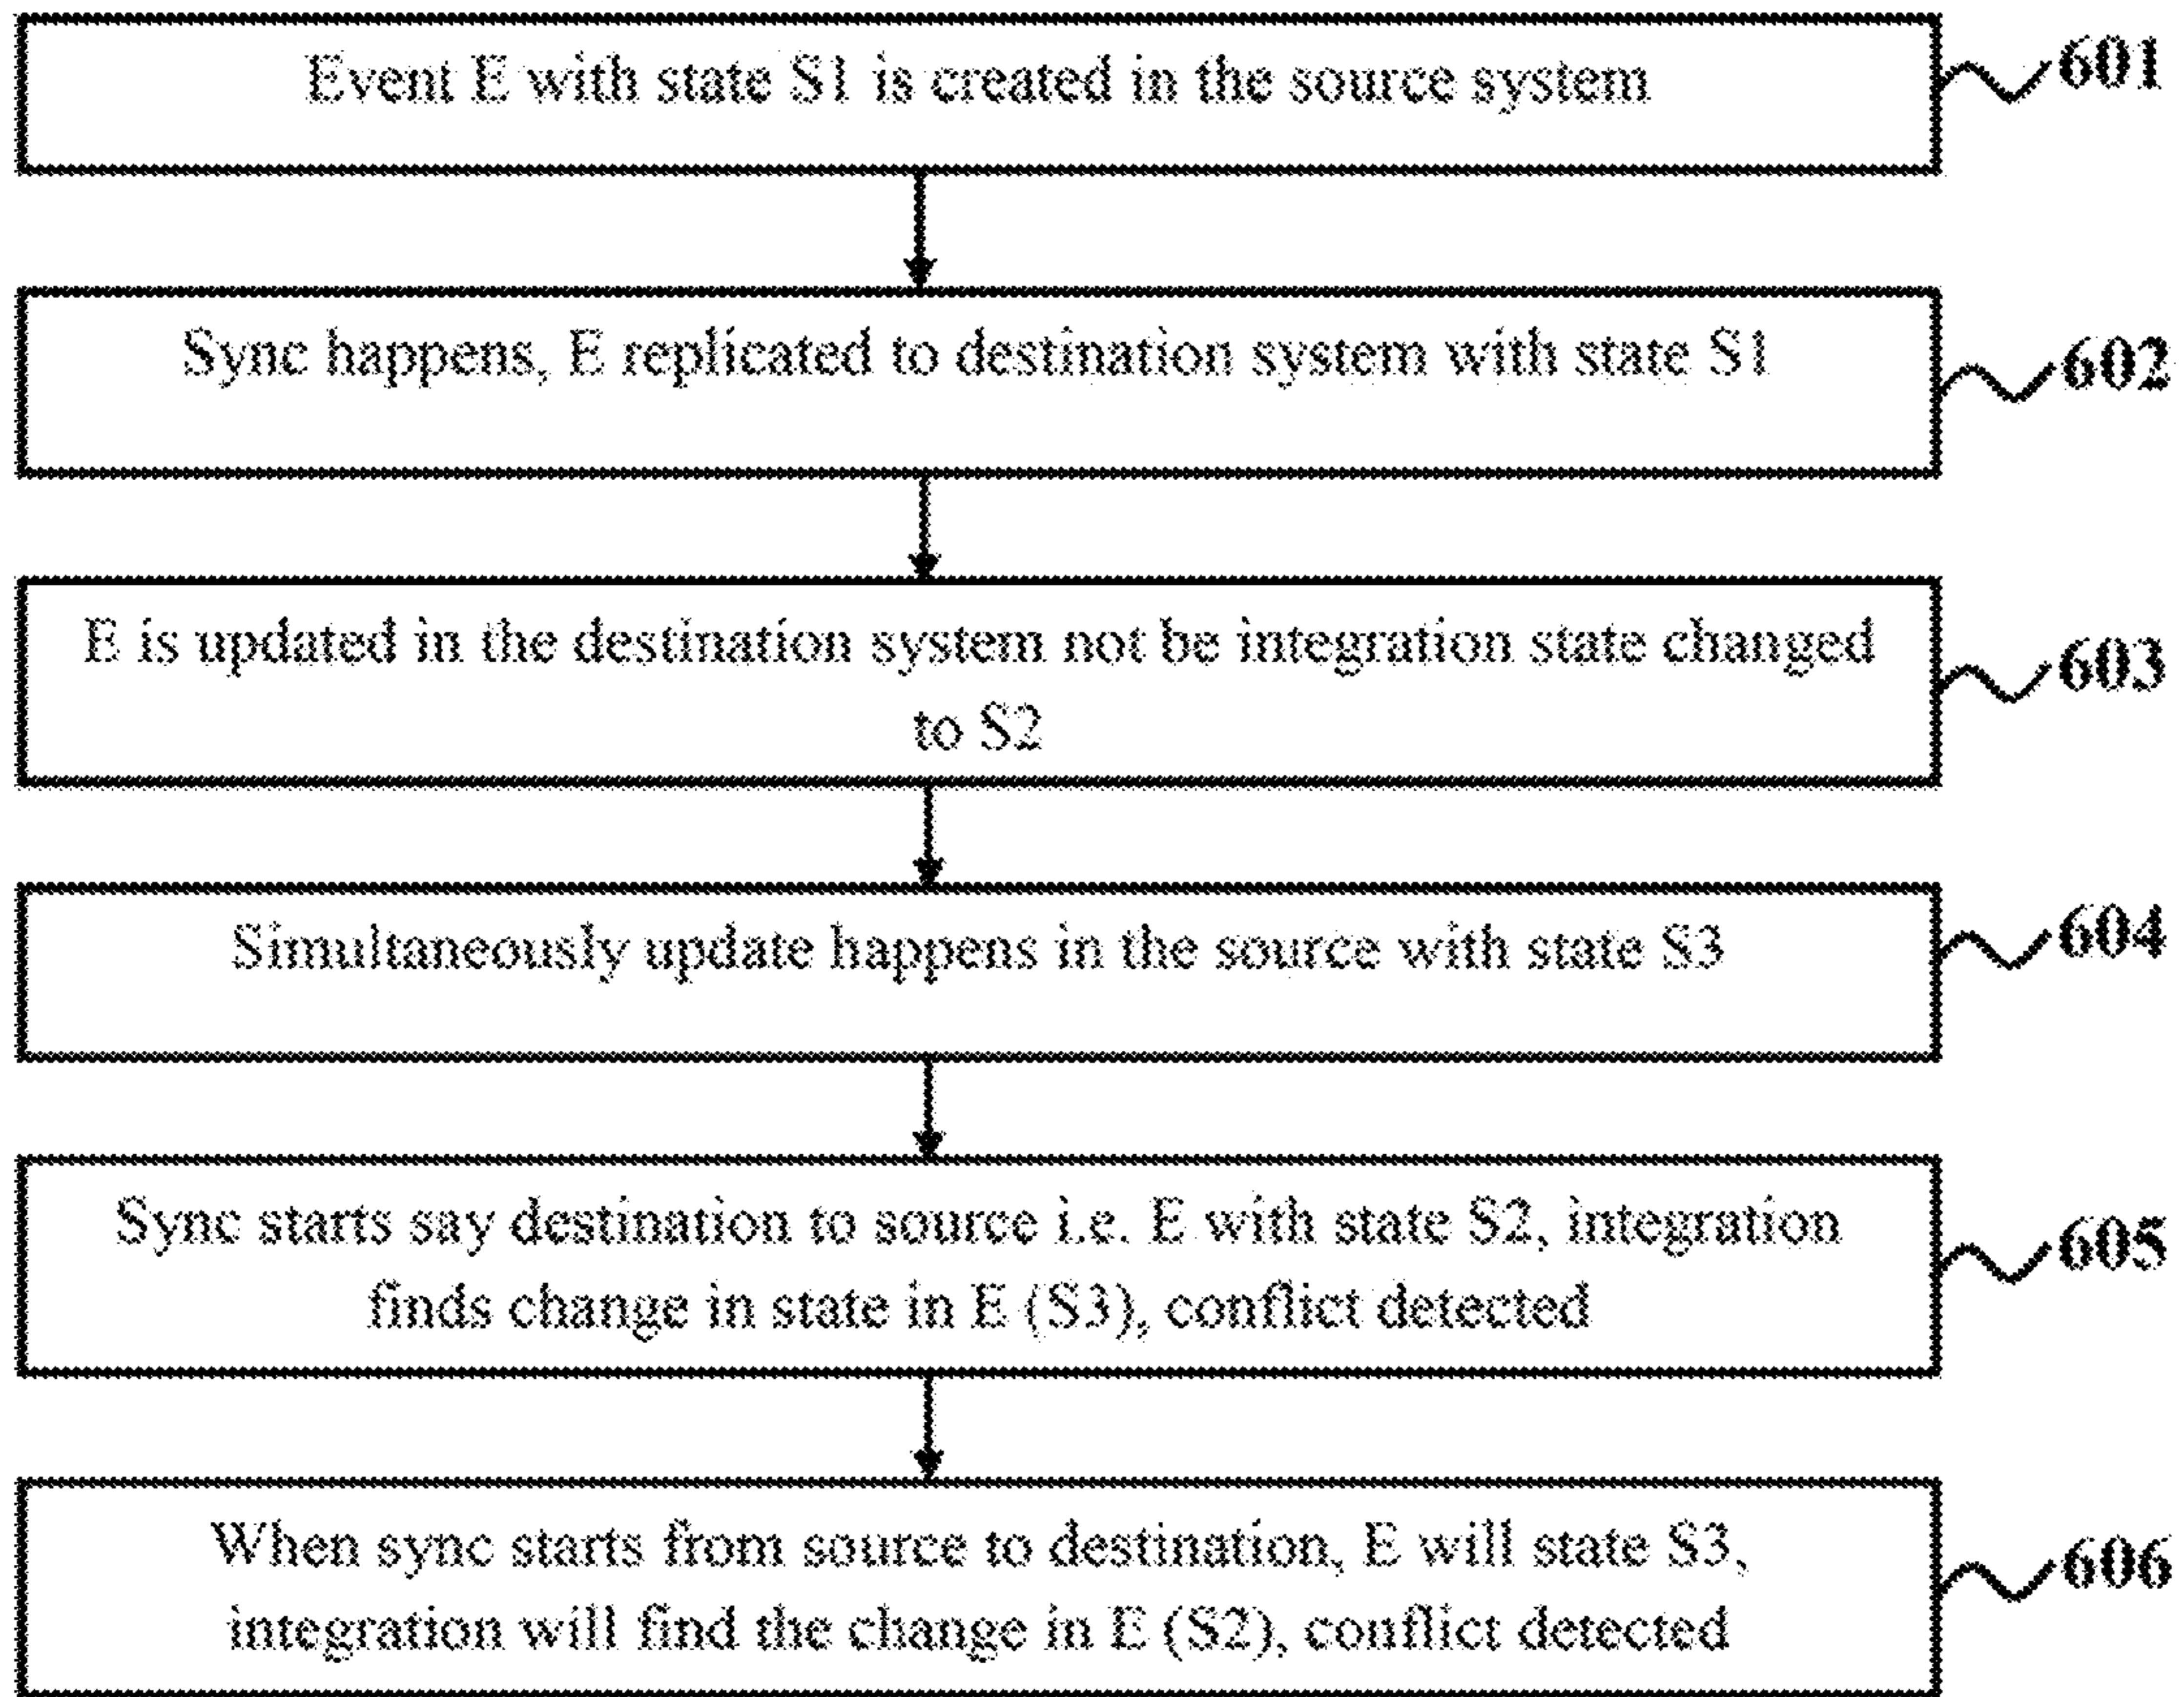 Event E with state S1 is created in the source system
601
Sync happens, E replicated to destination system with state S1
602
E is updated in the destination system not be integration state changed
to S2
603
Simultaneously update happens in the source with state S3
604
Sync starts say destination to source i.e. E with state S2, integration
finds change in state in E (S3), conflict detected
605
When sync starts from source to destination, E will state S3,
integration will find the change in E (S2), conflict detected
606